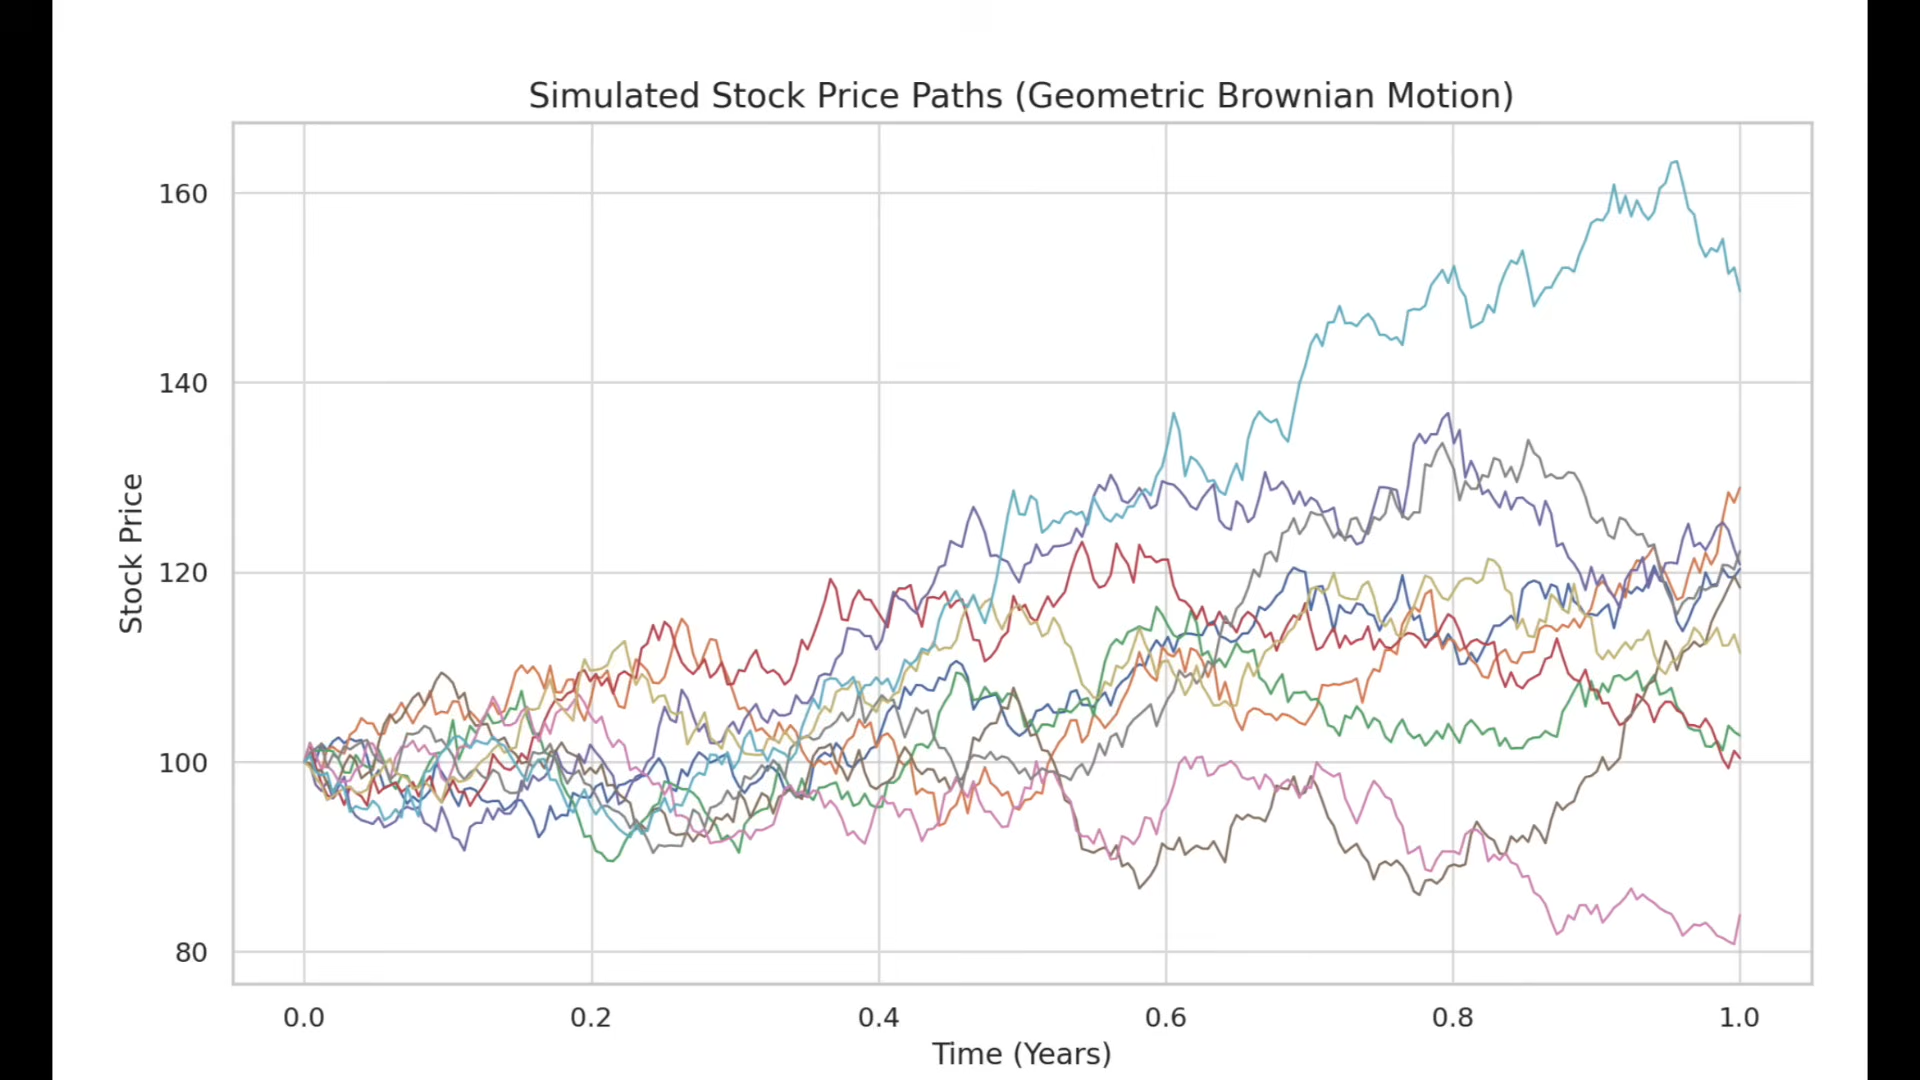 Simulated Stock Price Paths (Geometric Brownian Motion)
160
140
120
100
80
Stock Price
0.0 0.2 0.4 0.6 0.8 1.0
Time (Years)